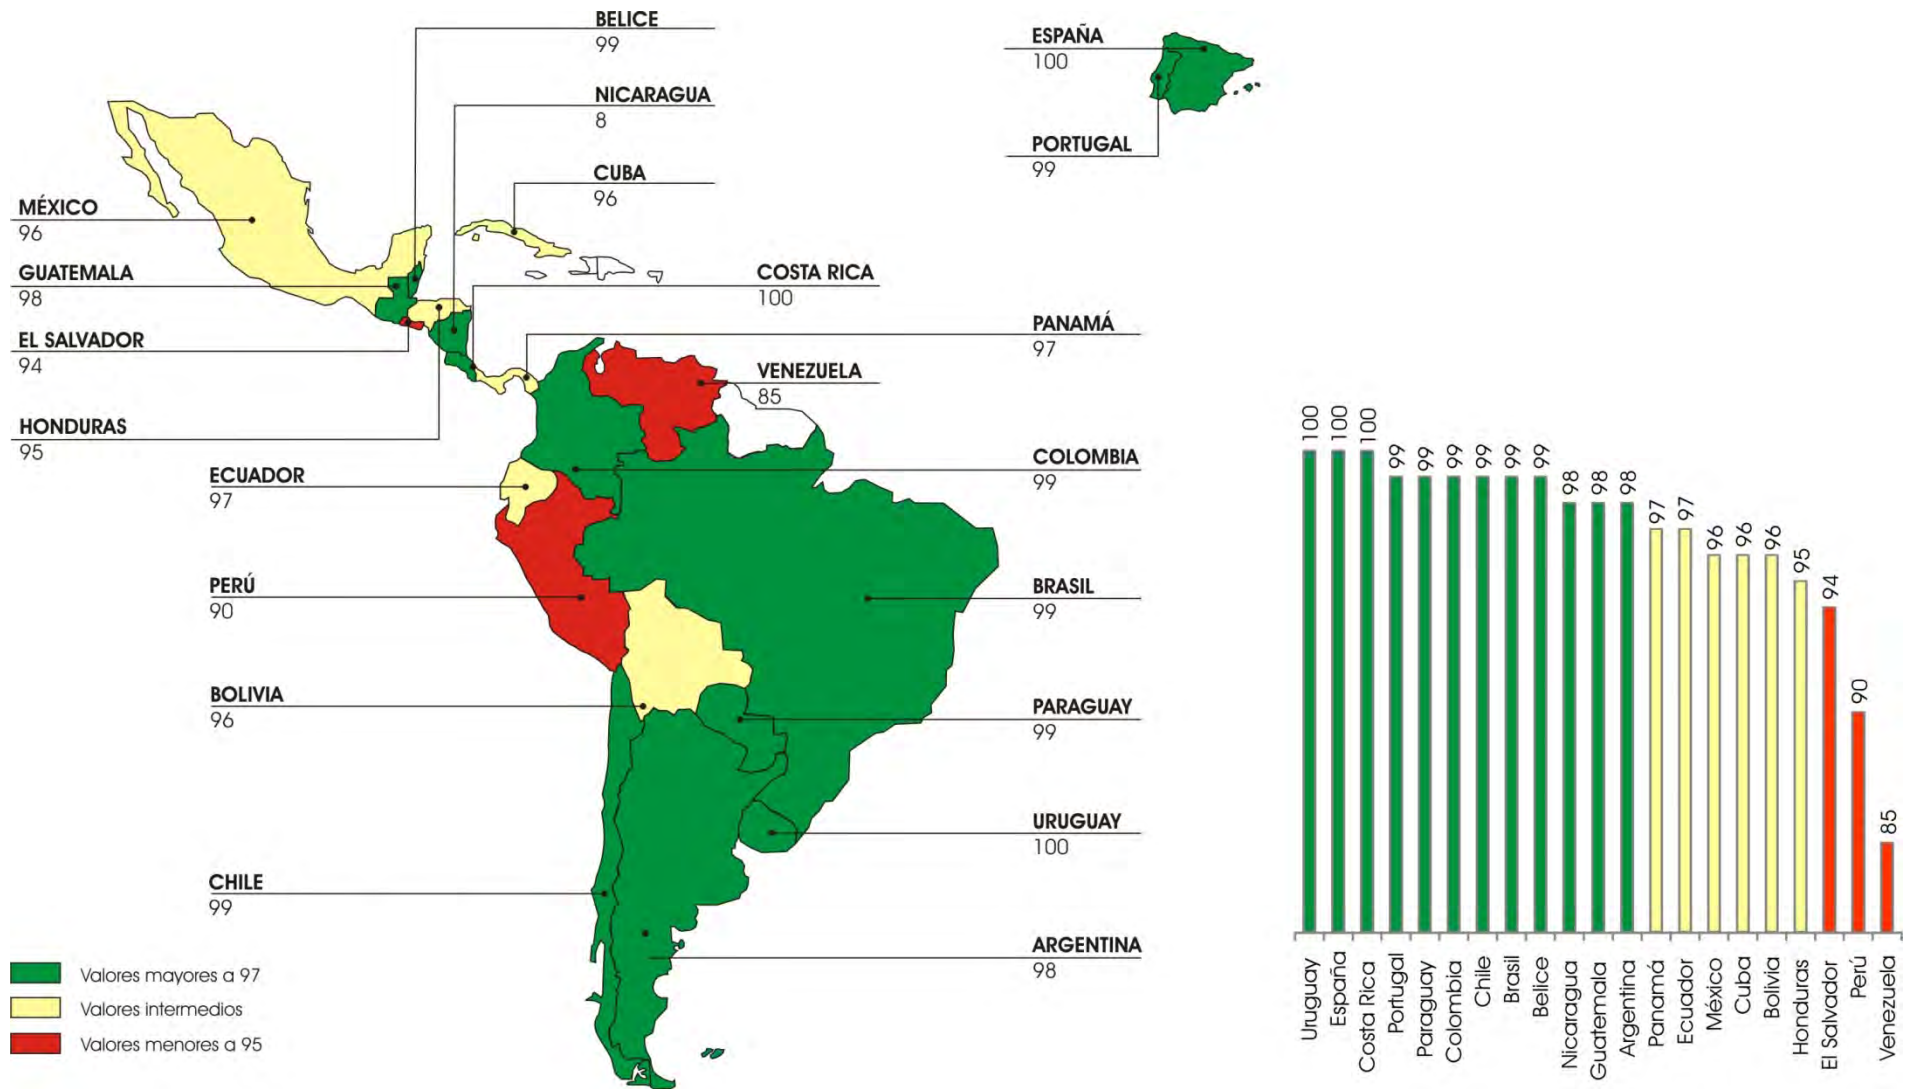 BELICE
99
NICARAGUA
8
CUBA
96
MÉXICO
96
GUATEMALA
98
EL SALVADOR
94
HONDURAS
95
COSTA RICA
100
PANAMÁ
97
VENEZUELA
85
COLOMBIA
99
ECUADOR
97
PERÚ
90
BRASIL
99
BOLIVIA
96
PARAGUAY
99
URUGUAY
100
CHILE
99
ARGENTINA
98
ESPAÑA
100
PORTUGAL
99
Valores mayores a 97
Valores intermedios
Valores menores a 95
100
100
100
99
99
99
99
99
99
98
98
98
97
97
96
96
96
95
94
90
85
Uruguay
España
Costa Rica
Portugal
Paraguay
Colombia
Chile
Brasil
Belice
Nicaragua
Guatemala
Argentina
Panamá
Ecuador
México
Cuba
Bolivia
Honduras
El Salvador
Perú
Venezuela